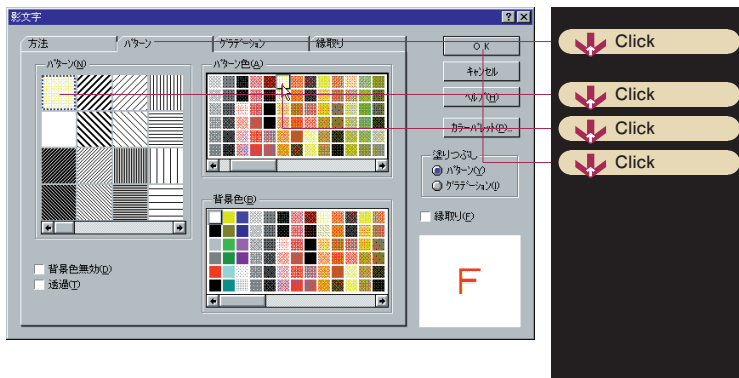 影文字
方法
パターン
グラデーション
縁取り
パターン(N)
パターン色(A)
背景色(B)
背景色無効(D)
透過(T)
OK
キャンセル
ヘルプ(H)
カラーパレット(P)...
塗りつぶし
パターン(Y)
グラデーション(I)
縁取り(F)
F
Click
Click
Click
Click